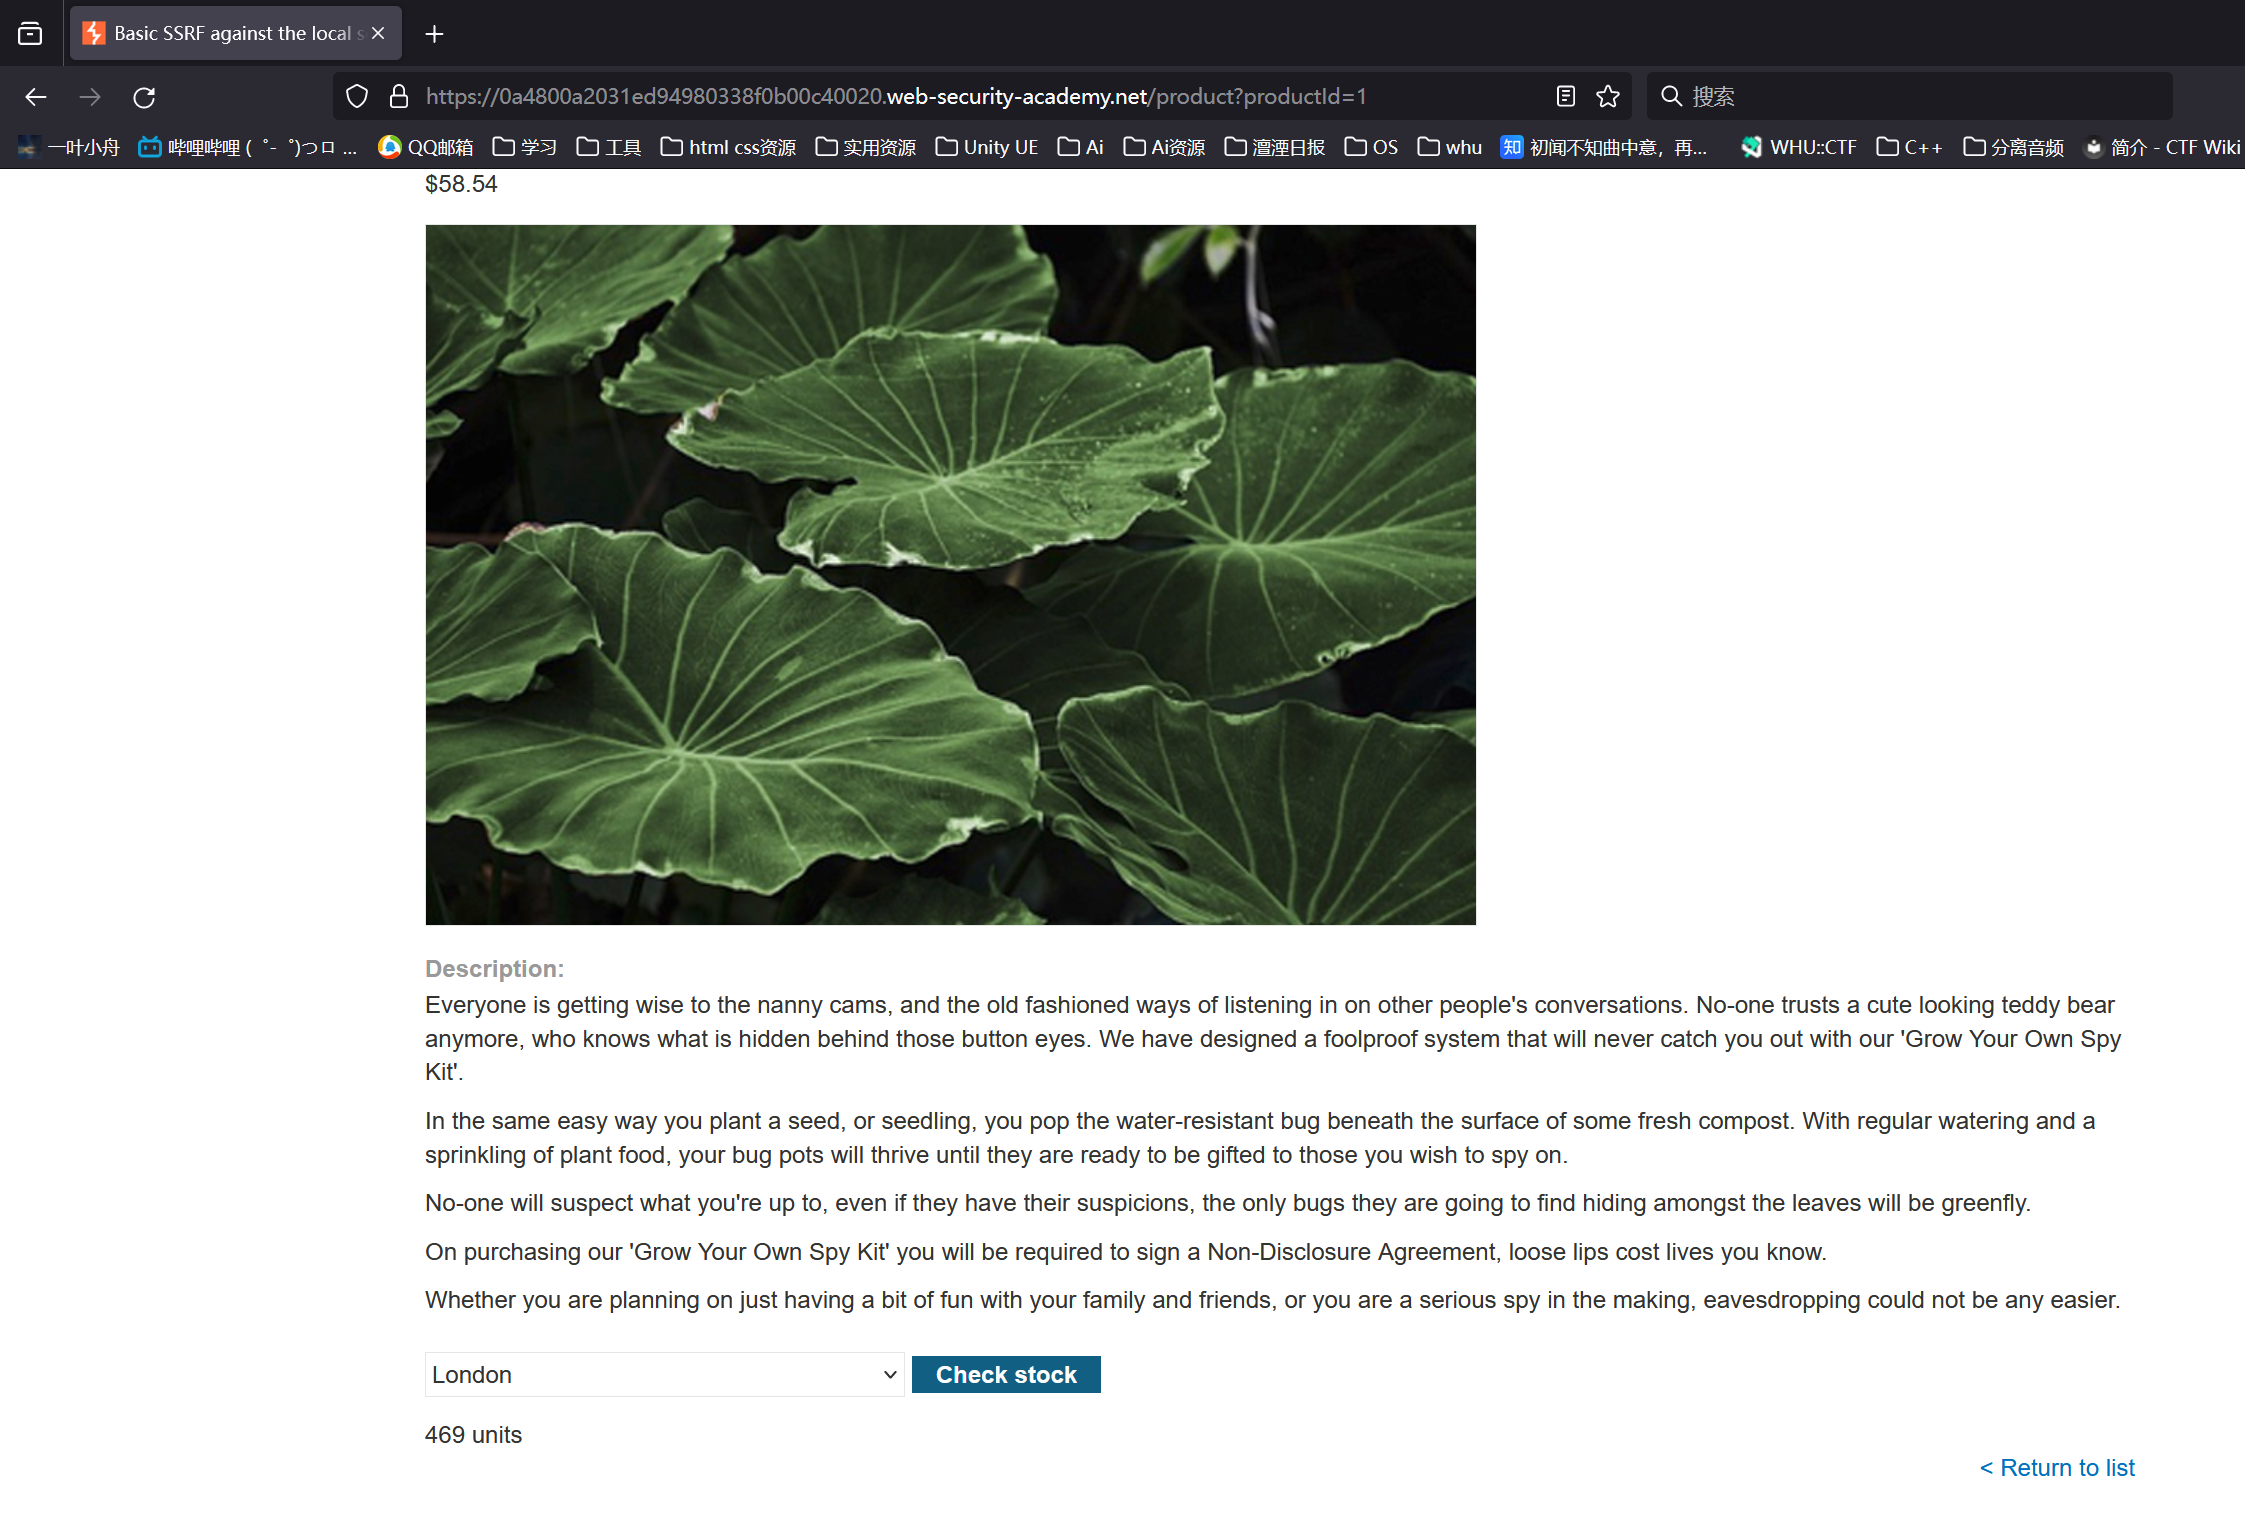 Basic SSRF against the local s
https://0a4800a2031ed94980338f0b00c40020.web-security-academy.net/product?productId=1
搜索
一叶小舟
哔哩哔哩 ( ゜- ゜)つロ ...
QQ邮箱
学习
工具
html css资源
实用资源
Unity UE
Ai
Ai资源
澶湮日报
OS
whu
知 初闻不知曲中意，再...
WHU::CTF
C++
分离音频
简介 - CTF Wiki
$58.54
Description:
Everyone is getting wise to the nanny cams, and the old fashioned ways of listening in on other people's conversations. No-one trusts a cute looking teddy bear
anymore, who knows what is hidden behind those button eyes. We have designed a foolproof system that will never catch you out with our 'Grow Your Own Spy
Kit'.
In the same easy way you plant a seed, or seedling, you pop the water-resistant bug beneath the surface of some fresh compost. With regular watering and a
sprinkling of plant food, your bug pots will thrive until they are ready to be gifted to those you wish to spy on.
No-one will suspect what you're up to, even if they have their suspicions, the only bugs they are going to find hiding amongst the leaves will be greenfly.
On purchasing our 'Grow Your Own Spy Kit' you will be required to sign a Non-Disclosure Agreement, loose lips cost lives you know.
Whether you are planning on just having a bit of fun with your family and friends, or you are a serious spy in the making, eavesdropping could not be any easier.
London
Check stock
469 units
< Return to list